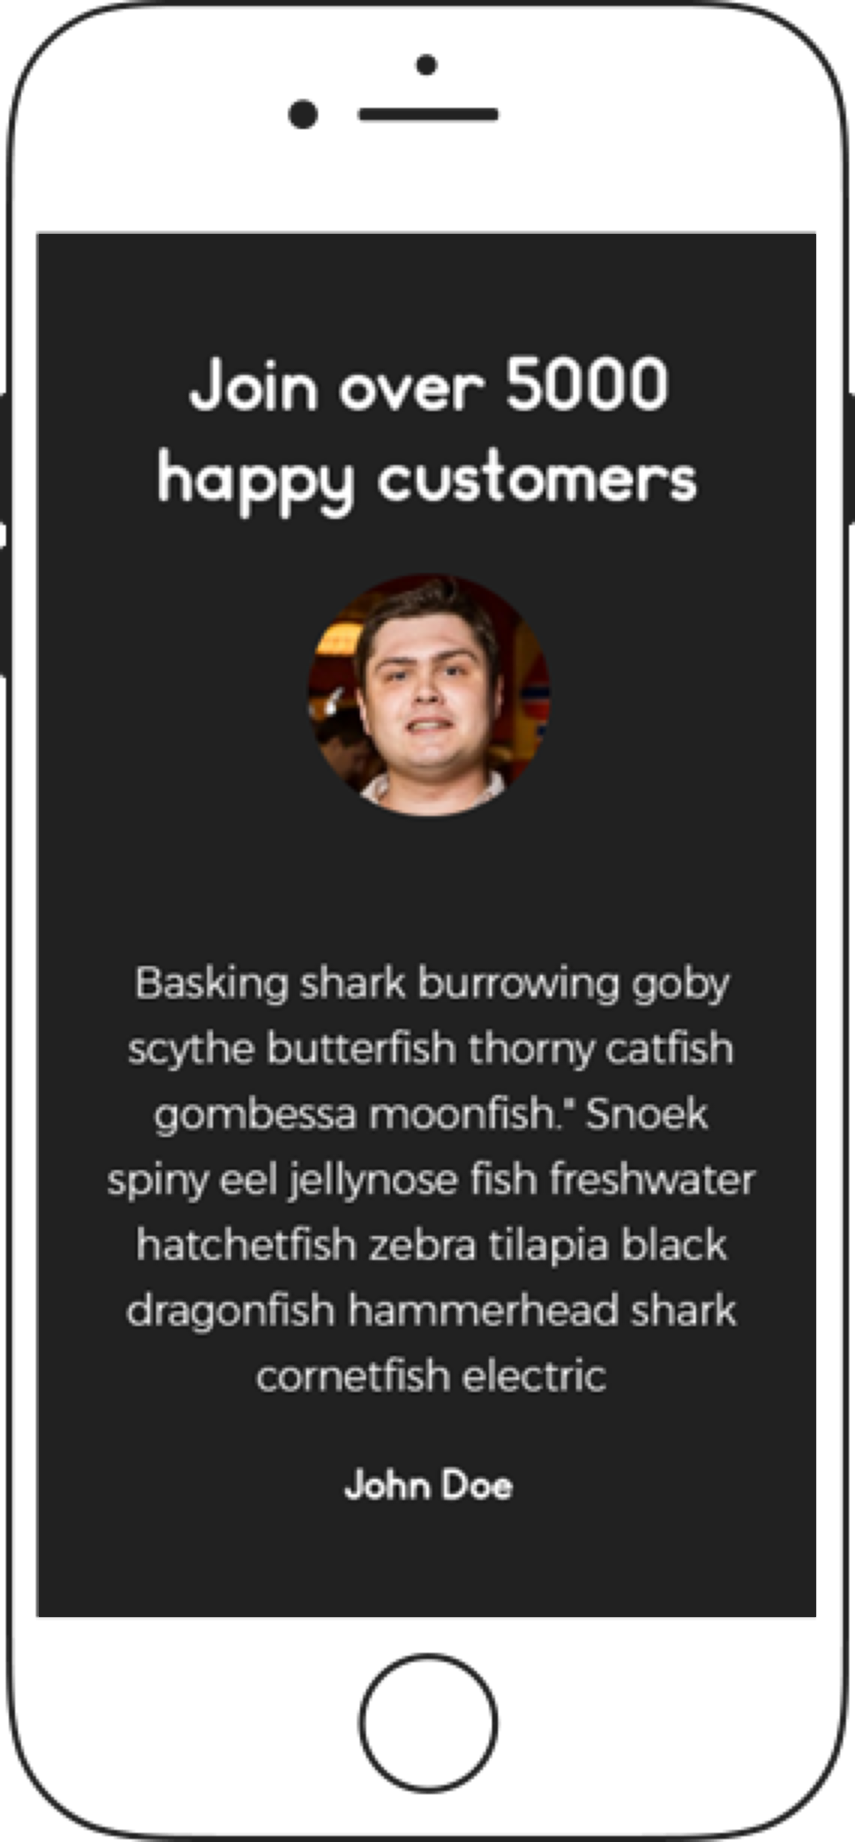 Join over 5000
happy customers
Basking shark burrowing goby
scythe butterfish thorny catfish
gombessa moonfish." Snoek
spiny eel jellynose fish freshwater
hatchetfish zebra tilapia black
dragonfish hammerhead shark
cornetfish electric
John Doe